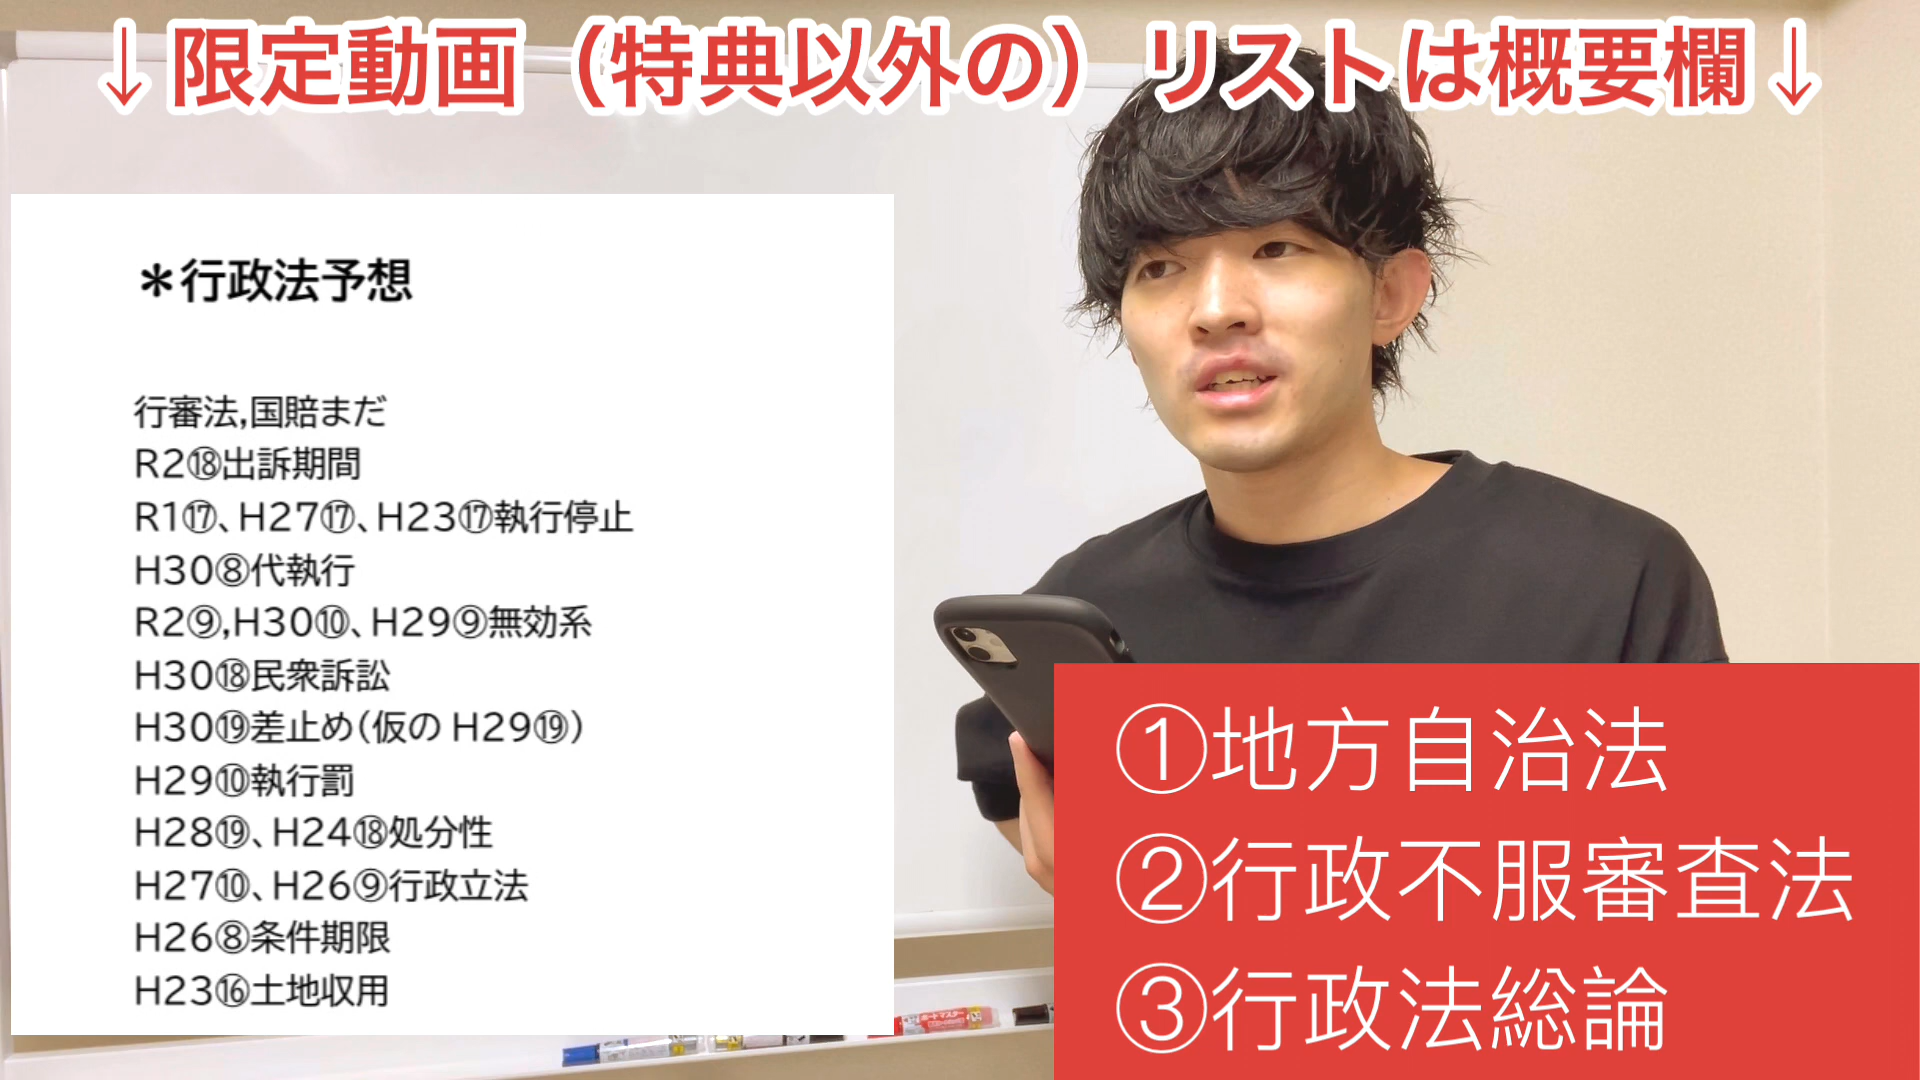 ↓限定動画（特典以外の）リストは概要欄↓
＊行政法予想
行審法,国賠まだ
R2⑱出訴期間
R1⑰、H27⑰、H23⑰執行停止
H30⑧代執行
R2⑨,H30⑩、H29⑨無効系
H30⑱民衆訴訟
H30⑲差止め（仮の H29⑲）
H29⑩執行罰
H28⑲、H24⑱処分性
H27⑩、H26⑨行政立法
H26⑧条件期限
H23⑯土地収用
①地方自治法
②行政不服審査法
③行政法総論